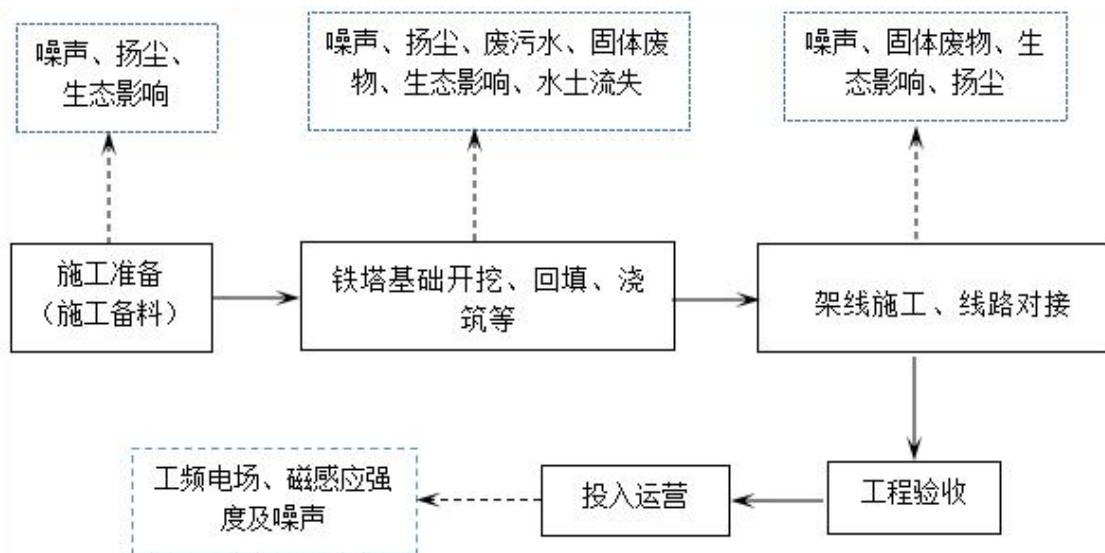 噪声、扬尘、
生态影响
噪声、扬尘、废污水、固体废
物、生态影响、水土流失
噪声、固体废物、生
态影响、扬尘
施工准备
（施工备料）
铁塔基础开挖、回填、浇
筑等
架线施工、线路对接
工频电场、磁感应强
度及噪声
投入运营
工程验收